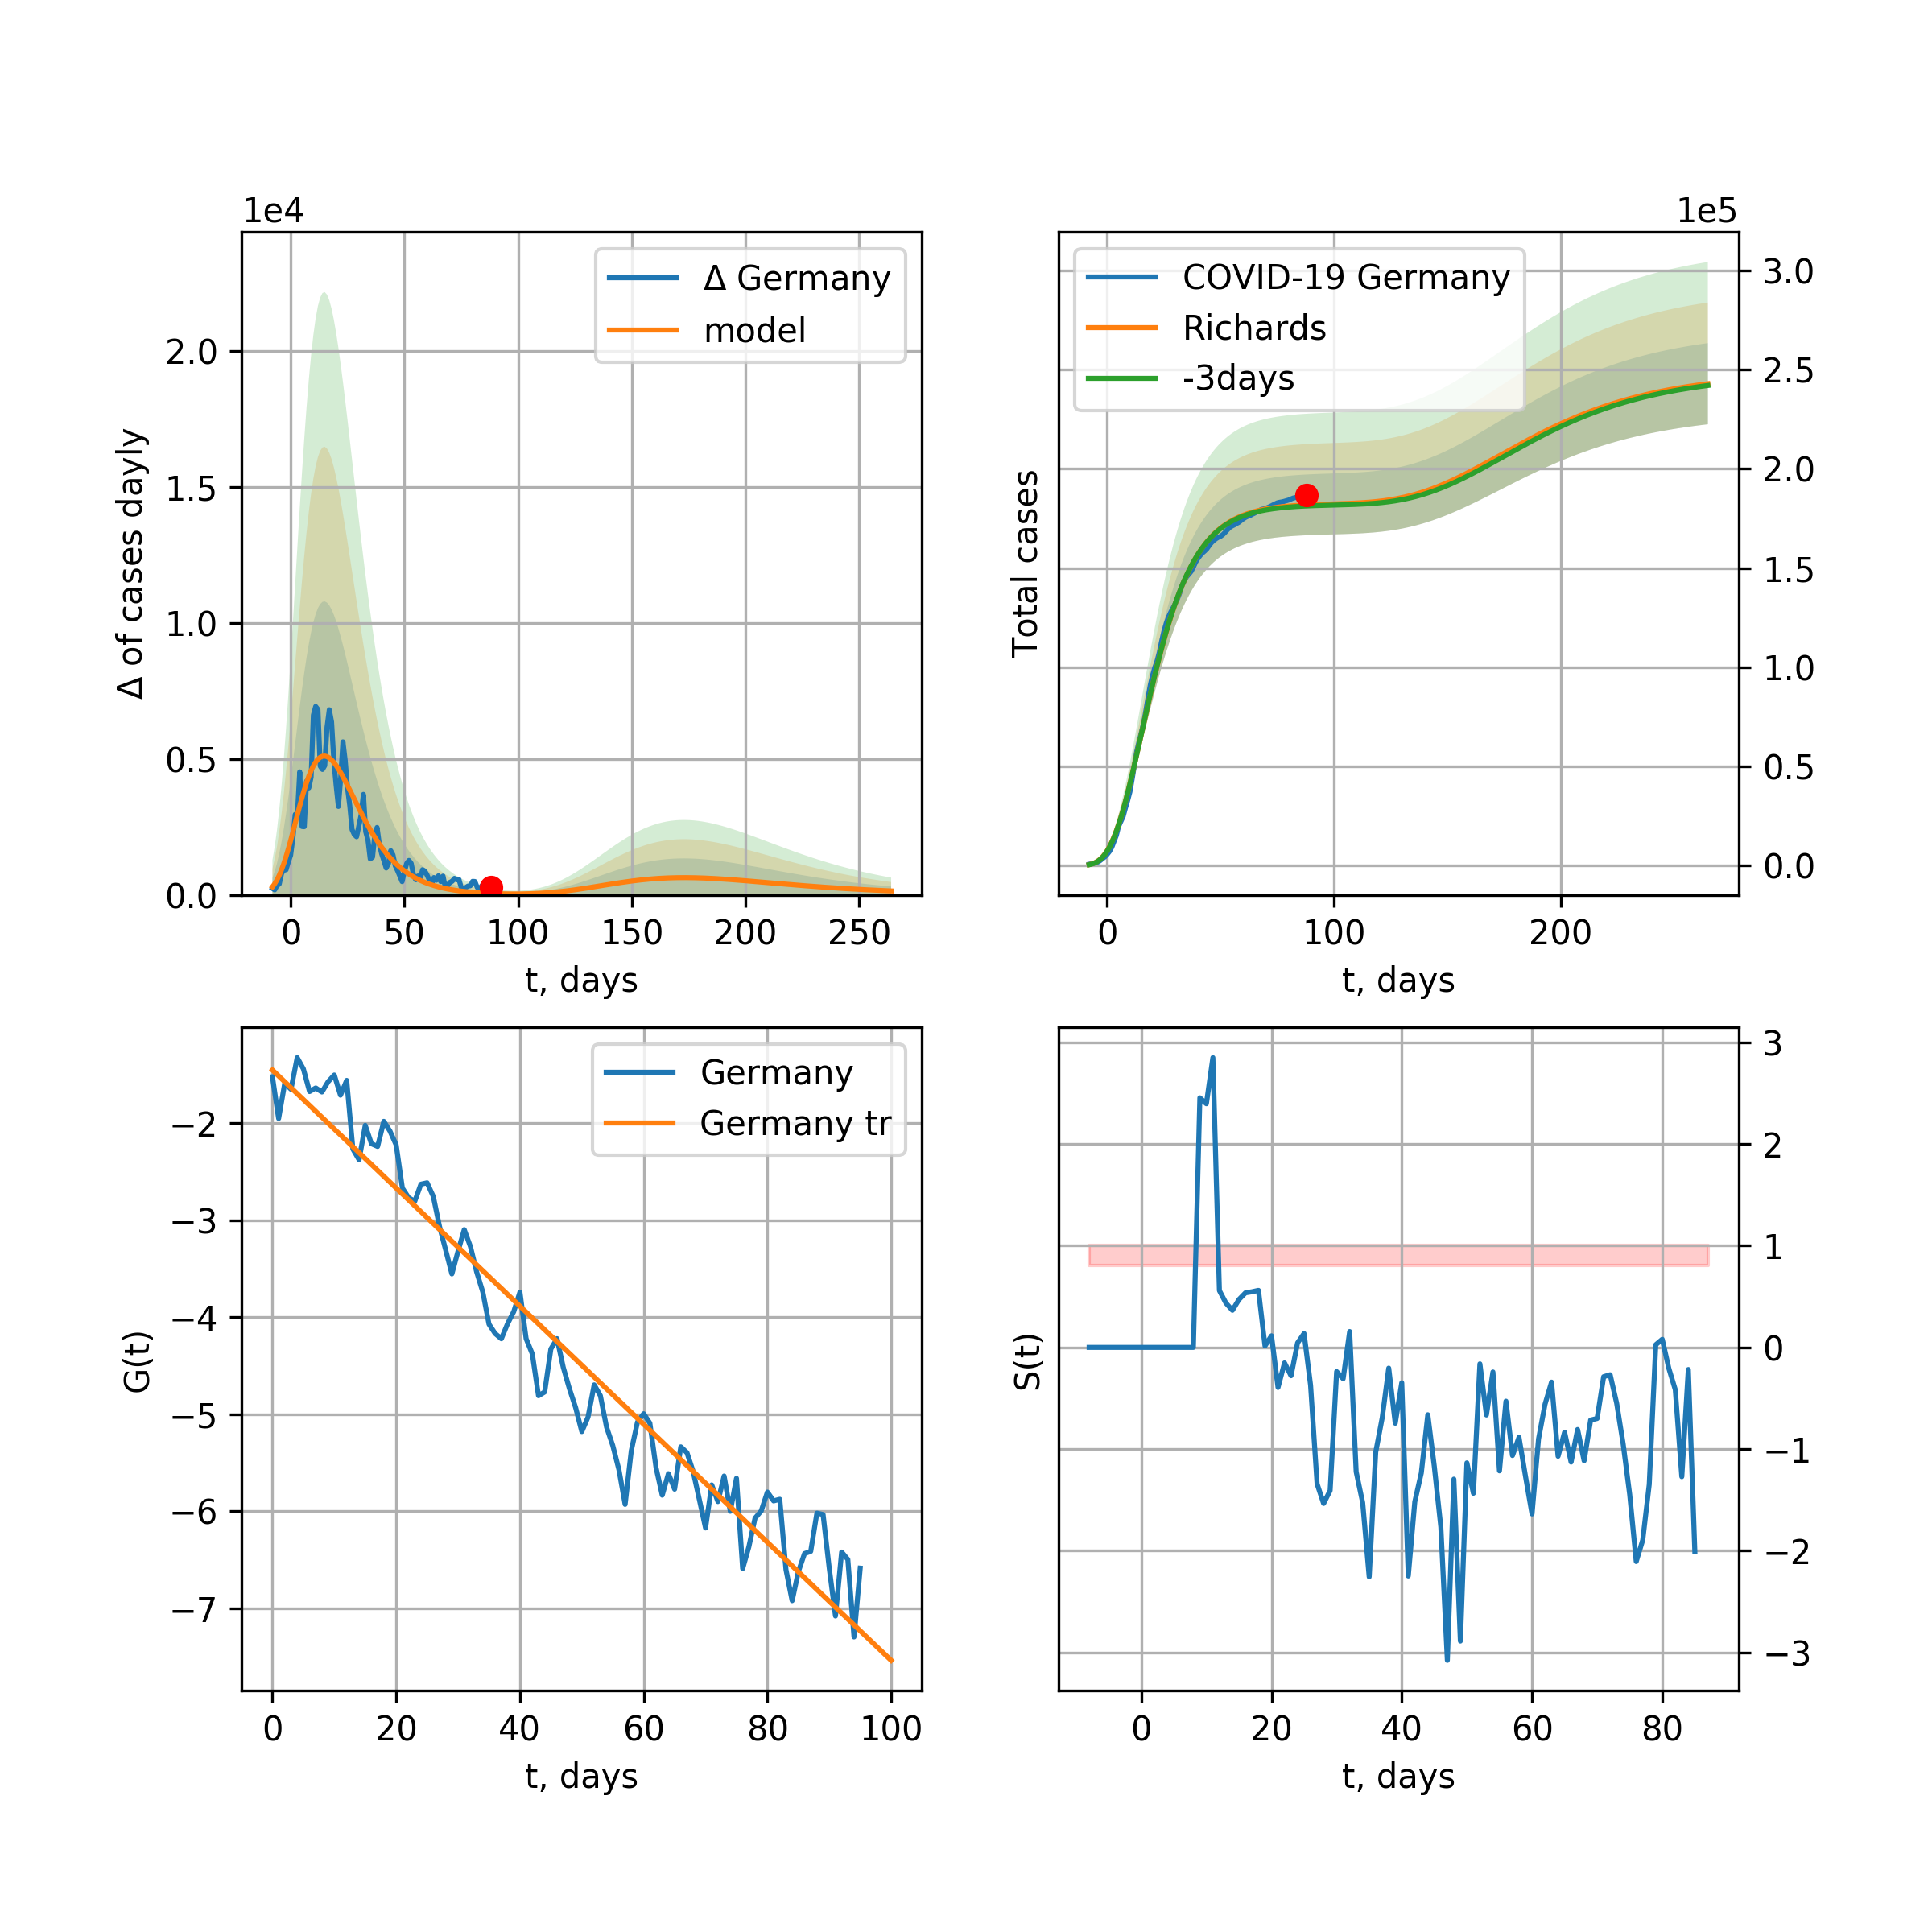 1e4
Δ of cases dayly
2.0
1.5
1.0
0.5
0.0
Δ Germany
model
0 50 100 150 200 250
t, days
1e5
Total cases
COVID-19 Germany
Richards
-3days
3.0
2.5
2.0
1.5
1.0
0.5
0.0
0 100 200
t, days
G(t)
−2
−3
−4
−5
−6
−7
Germany
Germany tr
0 20 40 60 80 100
t, days
S(t)
3
2
1
0
−1
−2
−3
0 20 40 60 80
t, days